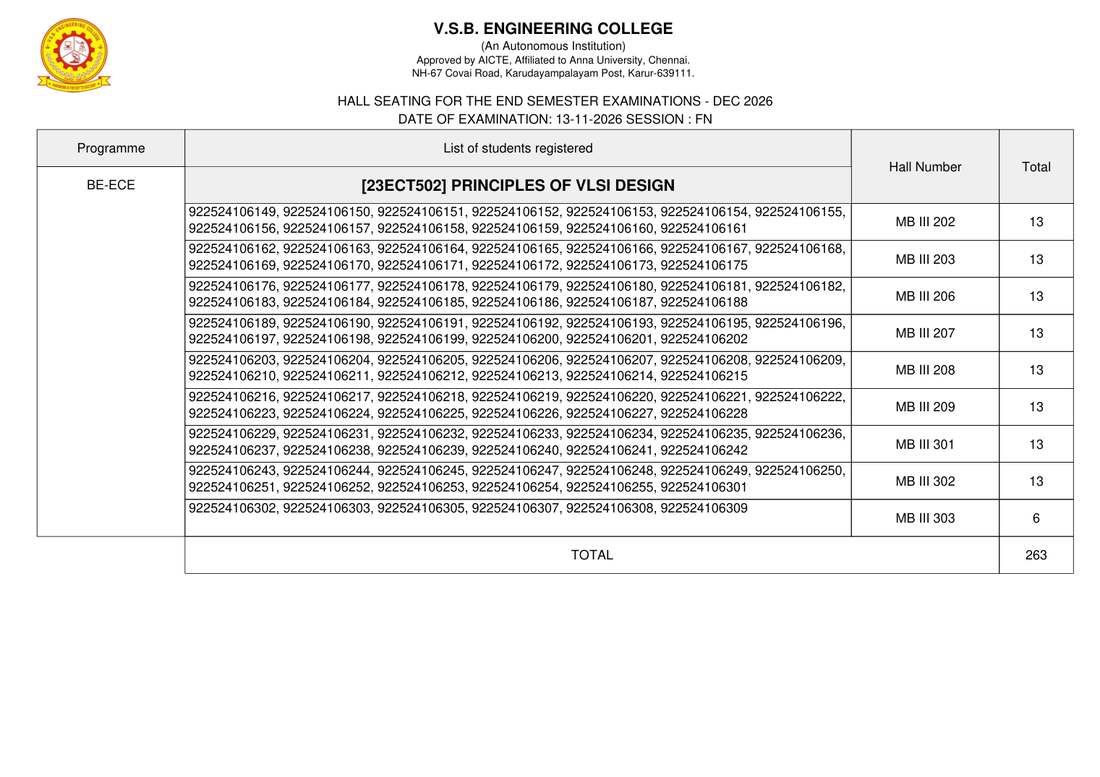 V.S.B. ENGINEERING COLLEGE
(An Autonomous Institution)
Approved by AICTE, Affiliated to Anna University, Chennai.
NH-67 Covai Road, Karudayampalayam Post, Karur-639111.
HALL SEATING FOR THE END SEMESTER EXAMINATIONS - DEC 2026
DATE OF EXAMINATION: 13-11-2026 SESSION : FN
Programme
List of students registered
Hall Number
Total
BE-ECE
[23ECT502] PRINCIPLES OF VLSI DESIGN
922524106149, 922524106150, 922524106151, 922524106152, 922524106153, 922524106154, 922524106155,
922524106156, 922524106157, 922524106158, 922524106159, 922524106160, 922524106161
MB III 202
13
922524106162, 922524106163, 922524106164, 922524106165, 922524106166, 922524106167, 922524106168,
922524106169, 922524106170, 922524106171, 922524106172, 922524106173, 922524106175
MB III 203
13
922524106176, 922524106177, 922524106178, 922524106179, 922524106180, 922524106181, 922524106182,
922524106183, 922524106184, 922524106185, 922524106186, 922524106187, 922524106188
MB III 206
13
922524106189, 922524106190, 922524106191, 922524106192, 922524106193, 922524106195, 922524106196,
922524106197, 922524106198, 922524106199, 922524106200, 922524106201, 922524106202
MB III 207
13
922524106203, 922524106204, 922524106205, 922524106206, 922524106207, 922524106208, 922524106209,
922524106210, 922524106211, 922524106212, 922524106213, 922524106214, 922524106215
MB III 208
13
922524106216, 922524106217, 922524106218, 922524106219, 922524106220, 922524106221, 922524106222,
922524106223, 922524106224, 922524106225, 922524106226, 922524106227, 922524106228
MB III 209
13
922524106229, 922524106231, 922524106232, 922524106233, 922524106234, 922524106235, 922524106236,
922524106237, 922524106238, 922524106239, 922524106240, 922524106241, 922524106242
MB III 301
13
922524106243, 922524106244, 922524106245, 922524106247, 922524106248, 922524106249, 922524106250,
922524106251, 922524106252, 922524106253, 922524106254, 922524106255, 922524106301
MB III 302
13
922524106302, 922524106303, 922524106305, 922524106307, 922524106308, 922524106309
MB III 303
6
TOTAL
263